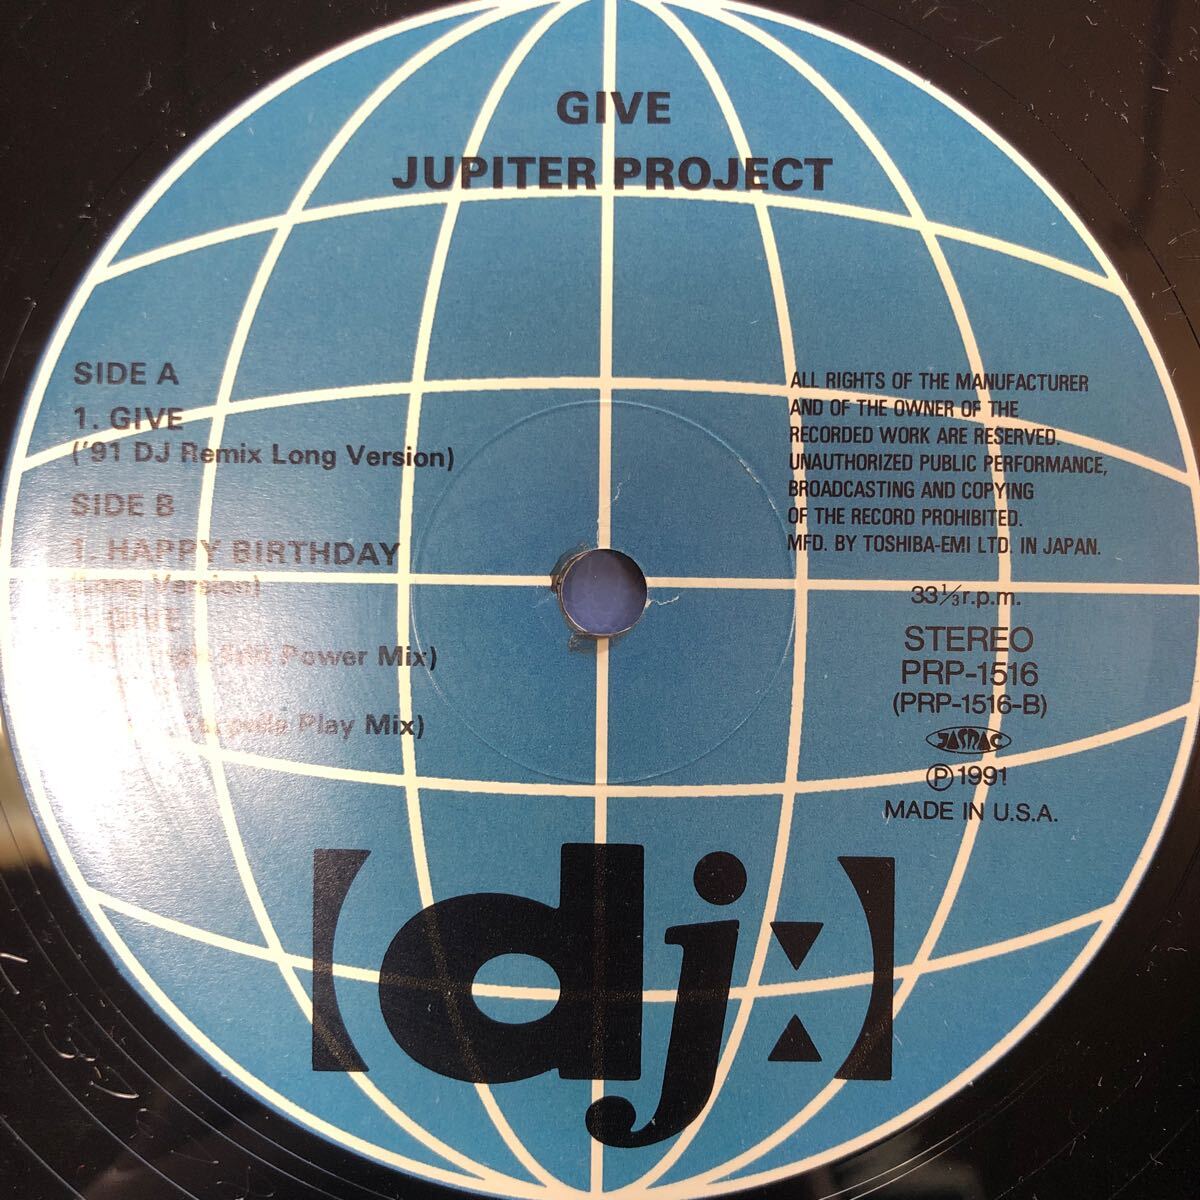 GIVE
JUPITER PROJECT
SIDE A
1. GIVE
('91 DJ Remix Long Version)
SIDE B
1. HAPPY BIRTHDAY
(Long Version)
GIVE
Power Mix)
Play Mix)
ALL RIGHTS OF THE MANUFACTURER
AND OF THE OWNER OF THE
RECORDED WORK ARE RESERVED.
UNAUTHORIZED PUBLIC PERFORMANCE,
BROADCASTING AND COPYING
OF THE RECORD PROHIBITED.
MFD. BY TOSHIBA-EMI LTD. IN JAPAN.
33⅓r.p.m.
STEREO
PRP-1516
(PRP-1516-B)
JASRAC
Ⓟ1991
MADE IN U.S.A.
dj: